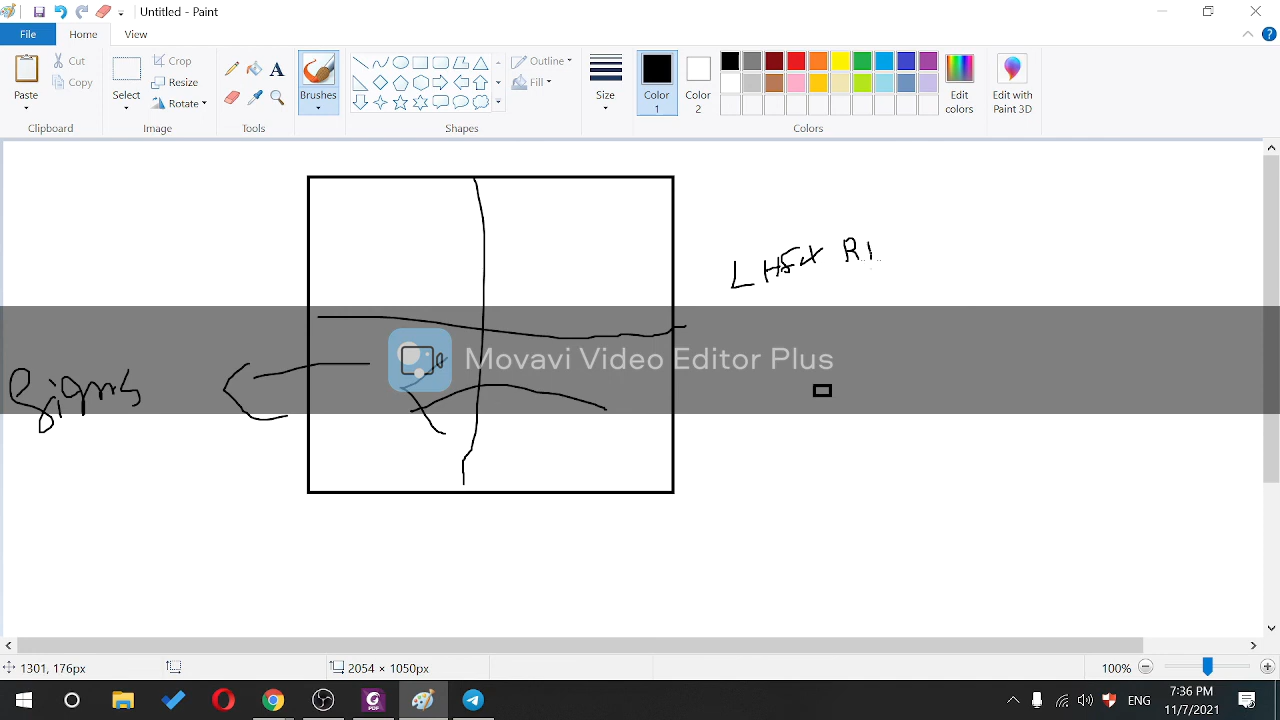 Untitled - Paint
File
Home
View
Paste
Cut
Copy
Clipboard
Select
Crop
Resize
Rotate
Image
Tools
Brushes
Shapes
Outline
Fill
Size
Color 1
Color 2
Edit colors
Colors
Edit with Paint 3D
Movavi Video Editor Plus
Signs
1301, 176px
2054 × 1050px
100%
ENG
7:36 PM
11/7/2021